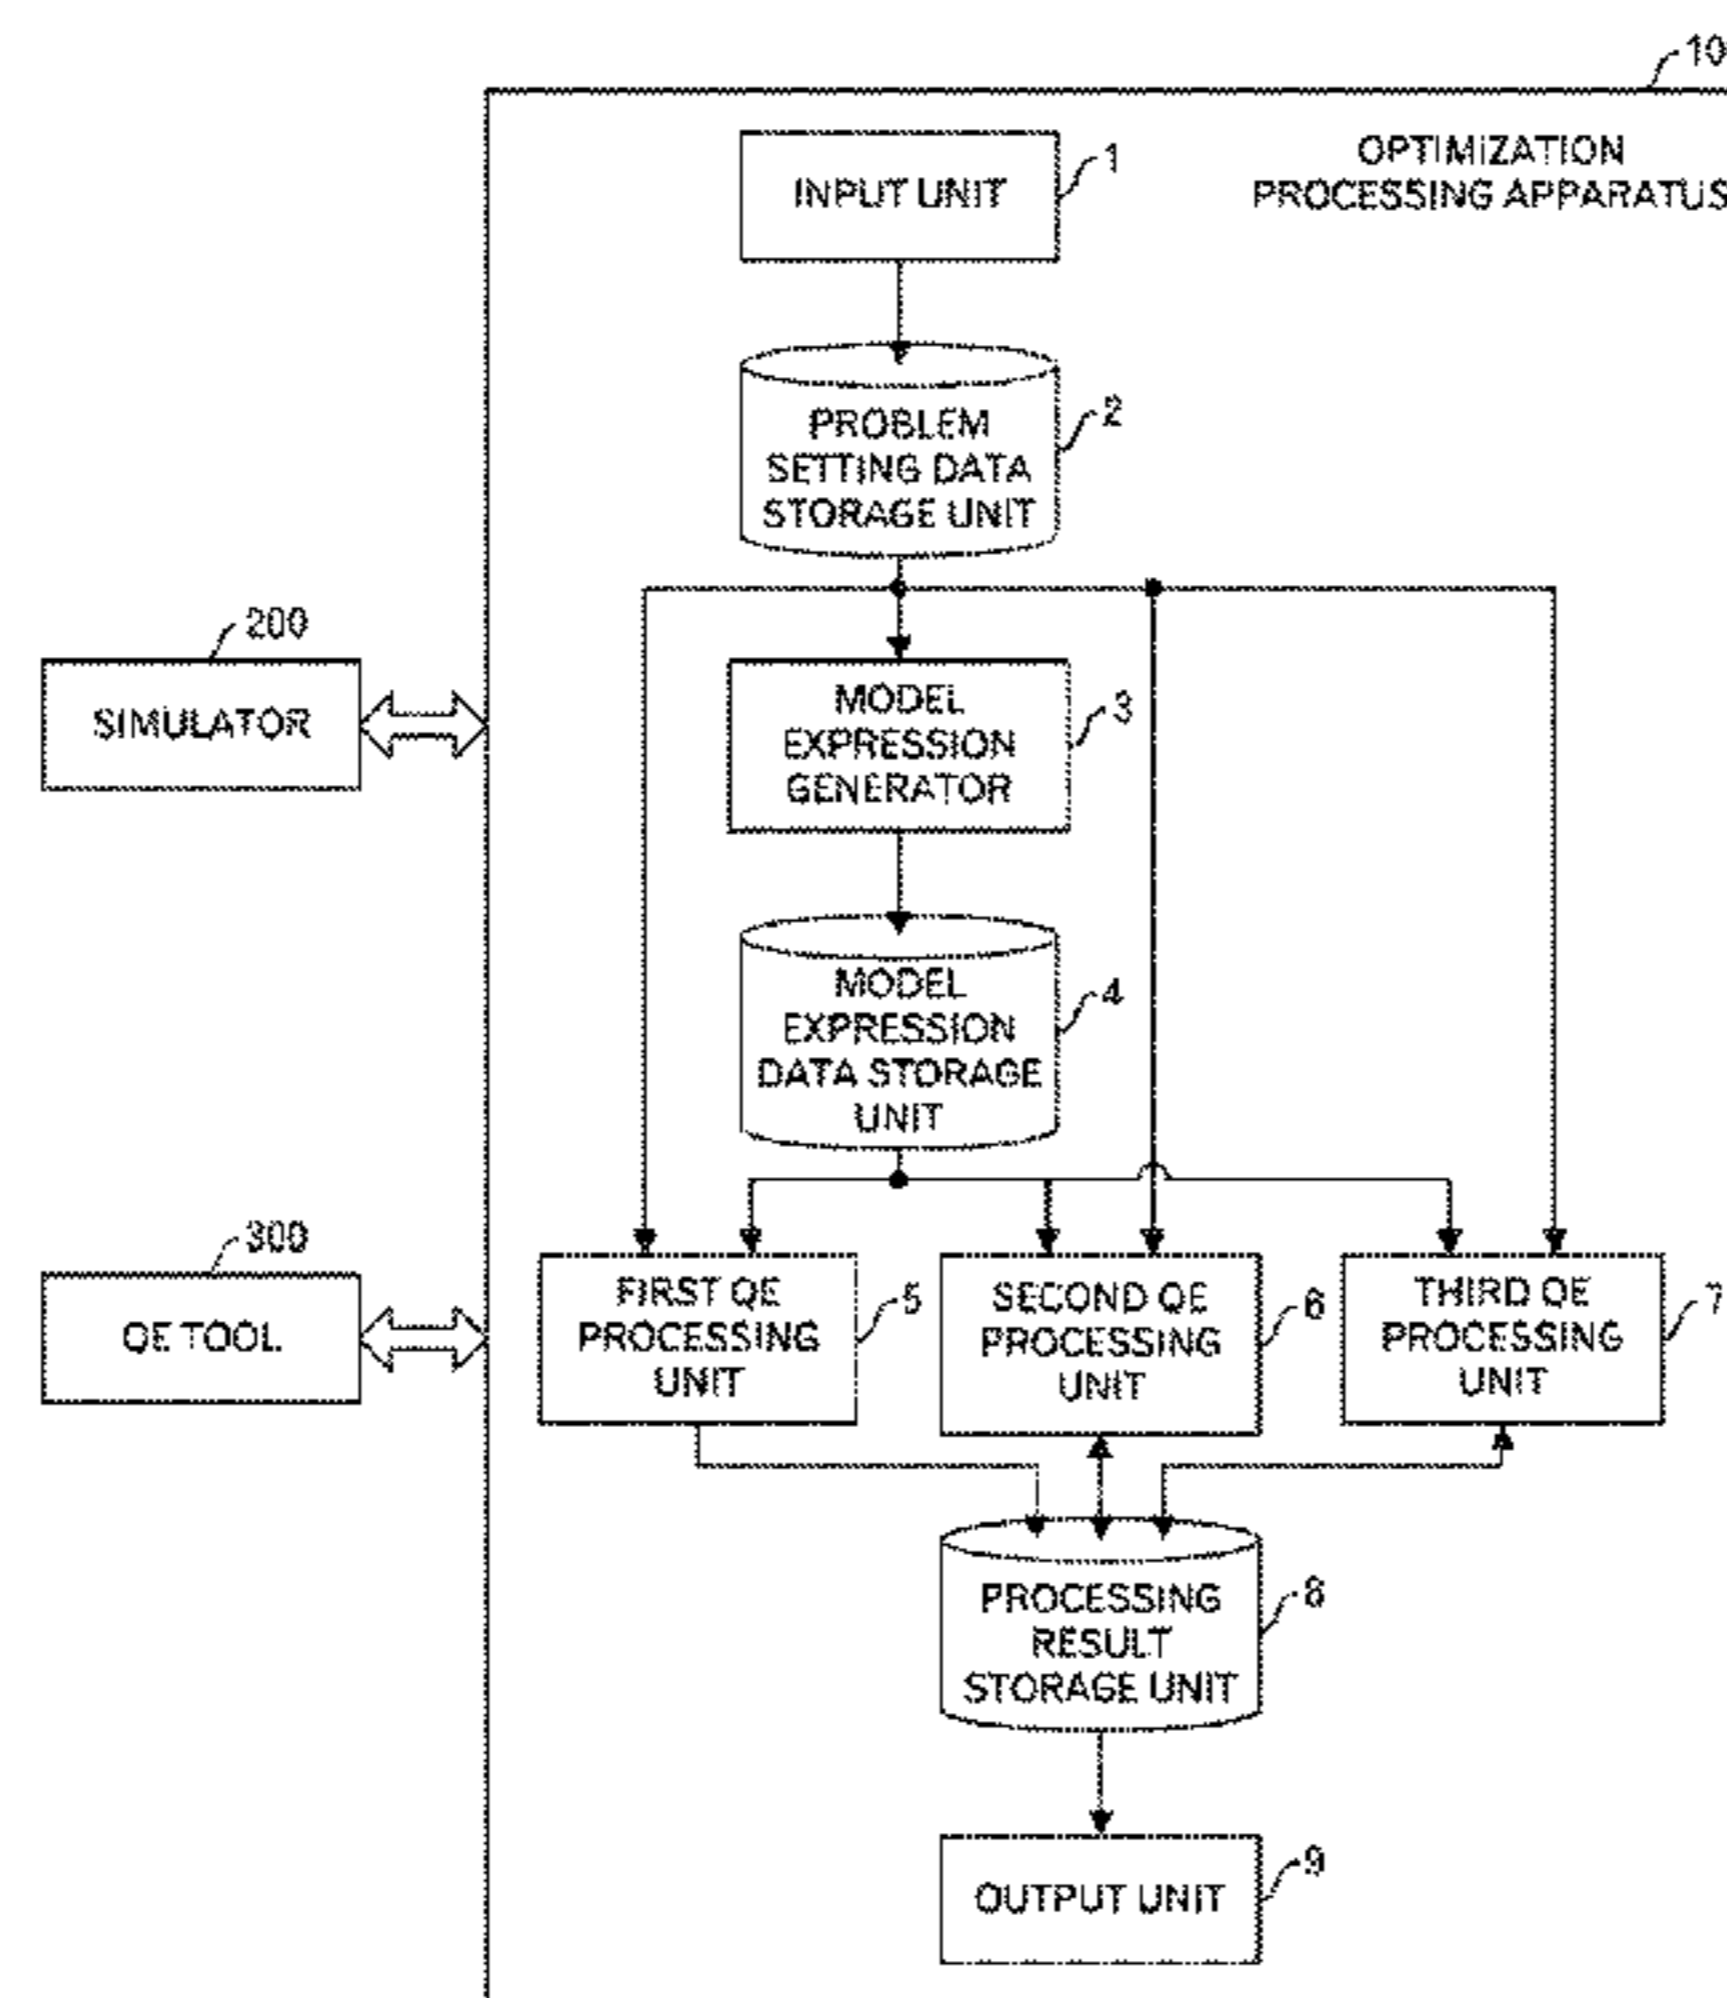 10
OPTIMIZATION
PROCESSING APPARATUS
INPUT UNIT
1
PROBLEM
SETTING DATA
STORAGE UNIT
2
200
SIMULATOR
MODEL
EXPRESSION
GENERATOR
3
MODEL
EXPRESSION
DATA STORAGE
UNIT
4
300
QE TOOL
FIRST QE
PROCESSING
UNIT
5
SECOND QE
PROCESSING
UNIT
6
THIRD QE
PROCESSING
UNIT
7
PROCESSING
RESULT
STORAGE UNIT
8
OUTPUT UNIT
9